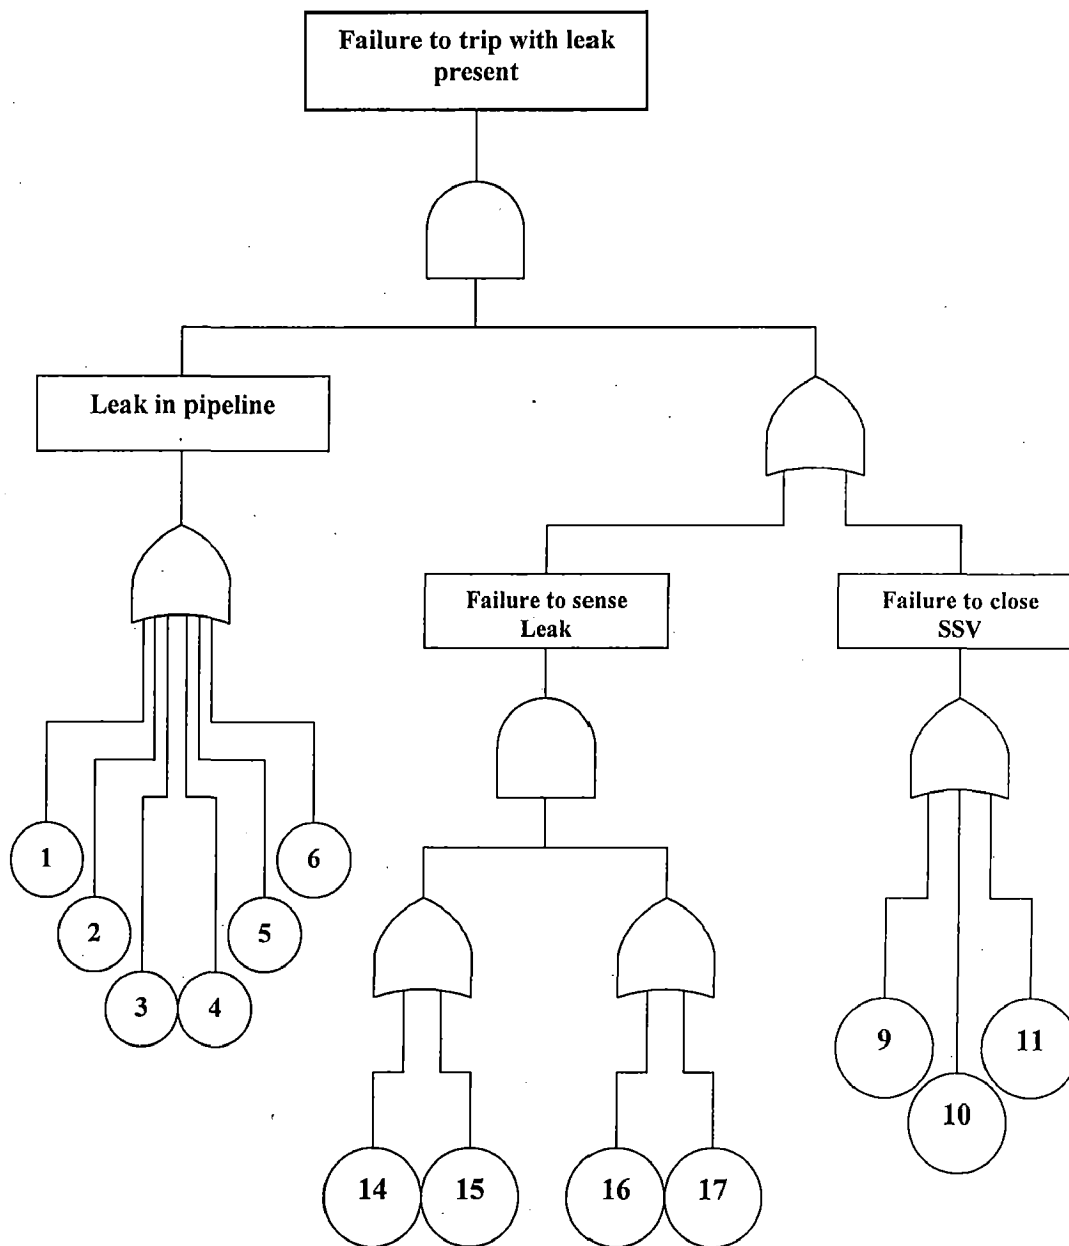 Failure to trip with leak
present
Leak in pipeline
Failure to sense
Leak
Failure to close
SSV
1
6
2
5
3
4
9
11
10
14
15
16
17